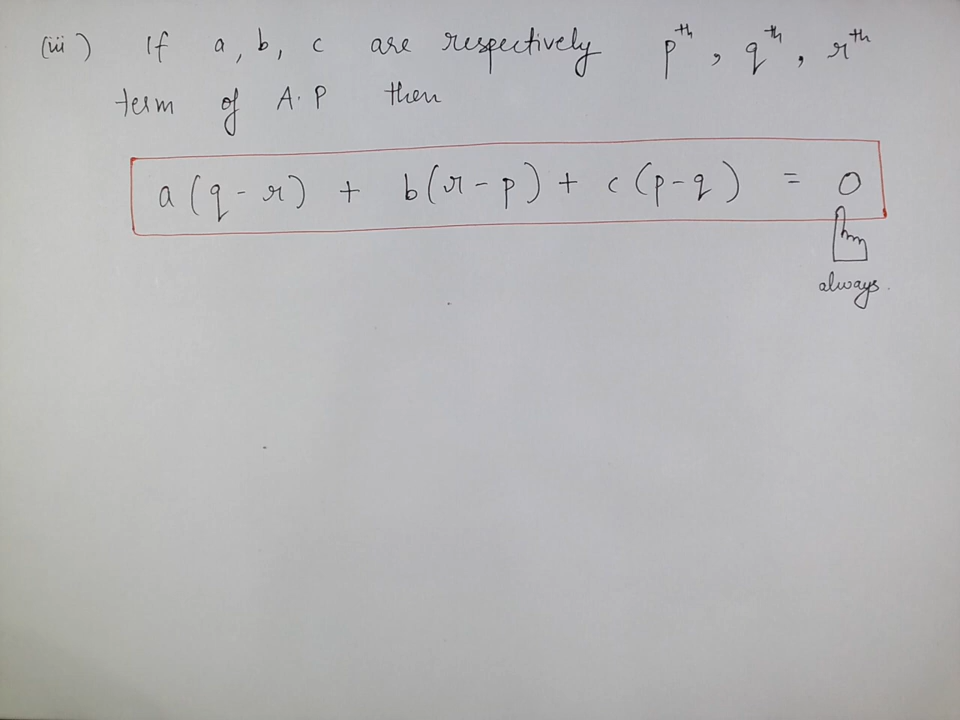 (iii) If a, b, c are respectively pth, qth, rth
term of A.P then
a(q-r) + b(r-p) + c(p-q) = 0
always.